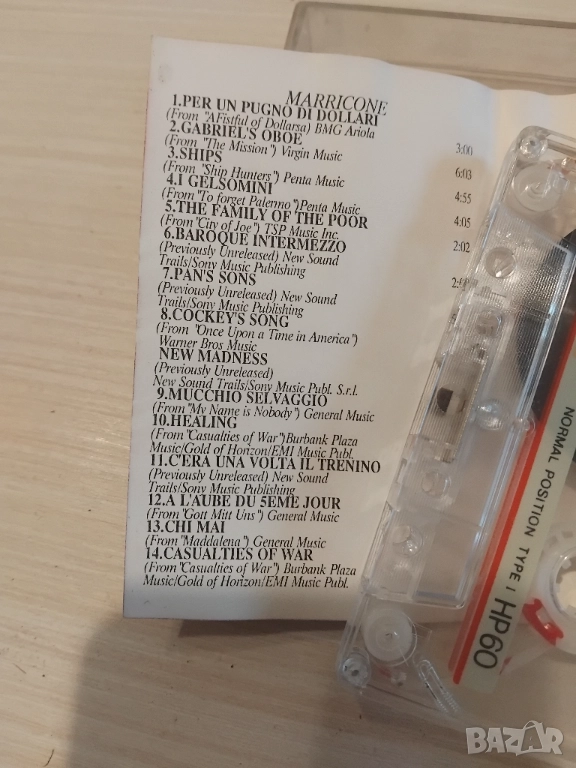 MARRICONE
1.PER UN PUGNO DI DOLLARI
(From "AFistful of Dollarsa) BMG Ariola
2.GABRIEL'S OBOE 3:00
(From "The Mission") Virgin Music
3.SHIPS 6:03
(From "Ship Hunters") Penta Music
4.I GELSOMINI 4:55
(From "To forget Palermo")Penta Music
5.THE FAMILY OF THE POOR 4:05
(From "City of Joe") TSP Music Inc.
6.BAROQUE INTERMEZZO 2:02
(Previously Unreleased) New Sound
Trails/Sony Music Publishing
7.PAN'S SONS
(Previously Unreleased) New Sound
Trails/Sony Music Publishing
8.COCKEY'S SONG
(From "Once Upon a Time in America")
Warner Bros Music
NEW MADNESS
(Previously Unreleased)
New Sound Trails/Sony Music Publ. S.r.l.
9.MUCCHIO SELVAGGIO
(From "My Name is Nobody") General Music
10.HEALING
(From "Casualties of War")Burbank Plaza
Music/Gold of Horizon/EMI Music Publ.
11.C'ERA UNA VOLTA IL TRENINO
(Previously Unreleased) New Sound
Trails/Sony Music Publishing
12.A L'AUBE DU 5EME JOUR
(From "Gott Mitt Uns") General Music
13.CHI MAI
(From "Maddalena") General Music
14.CASUALTIES OF WAR
(From "Casualties of War") Burbank Plaza
Music/Gold of Horizon/EMI Music Publ.
NORMAL POSITION TYPE I HP60
BAZAR